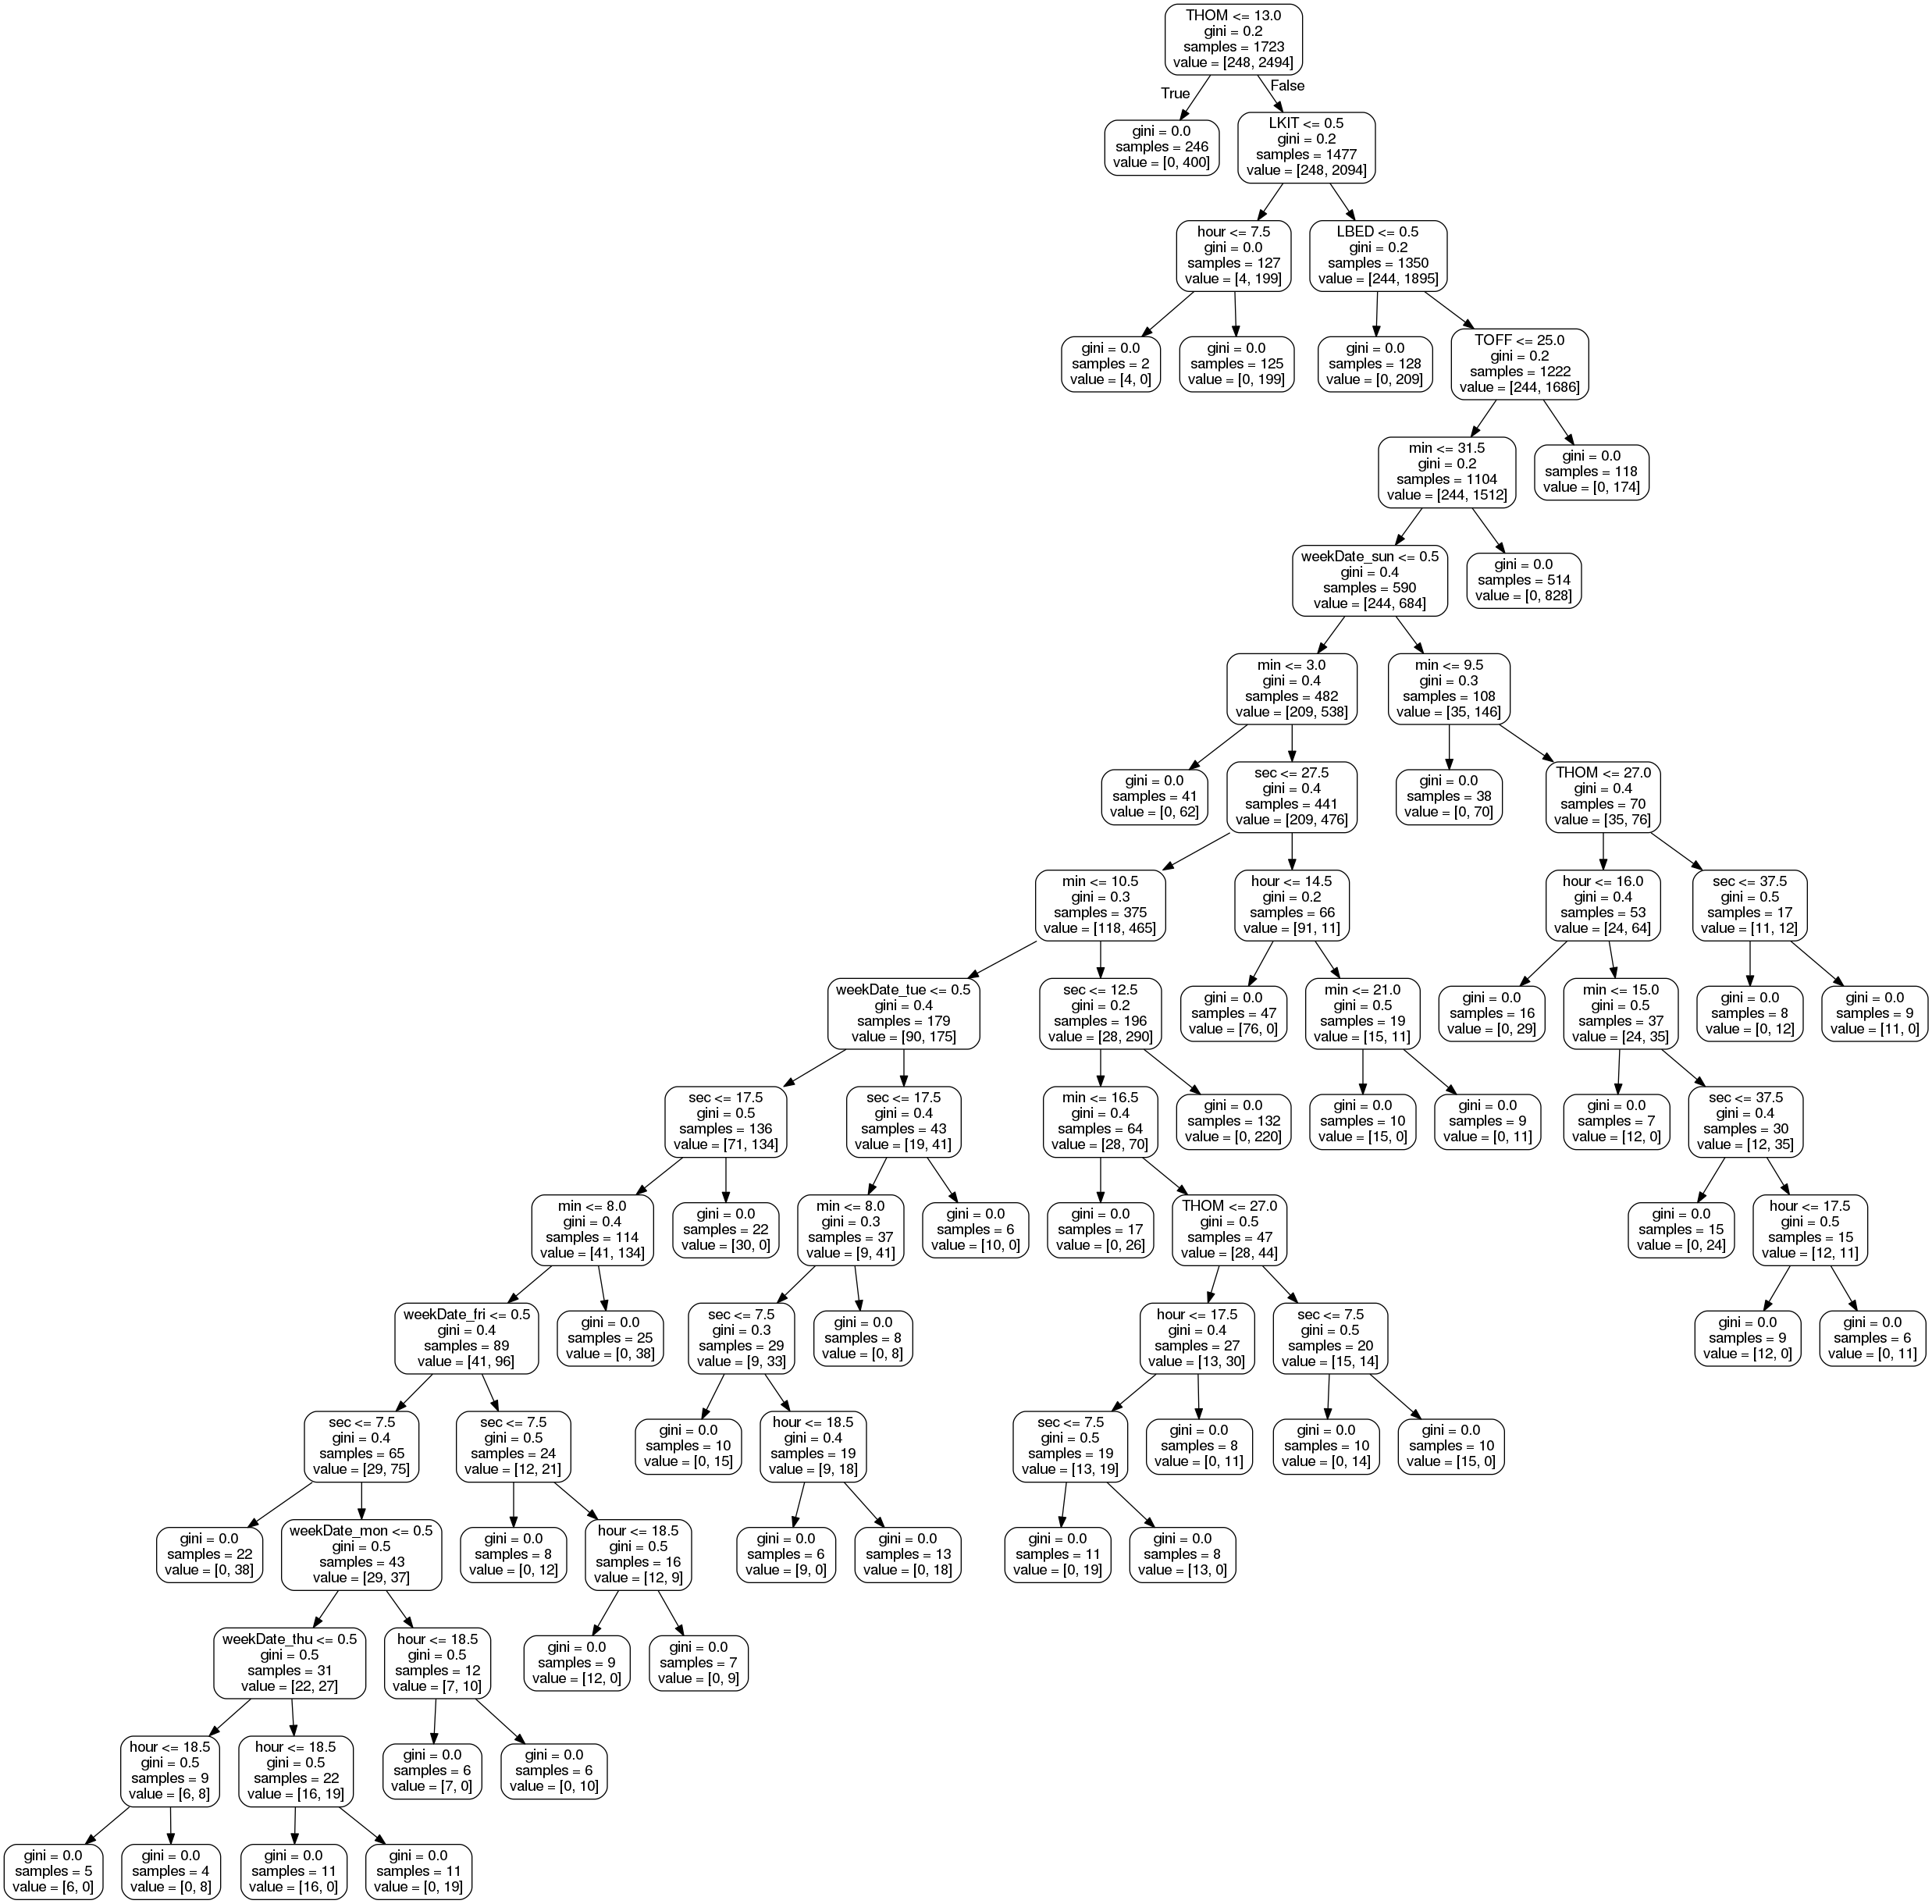 THOM <= 13.0
gini = 0.2
samples = 1723
value = [248, 2494]
True
False
gini = 0.0
samples = 246
value = [0, 400]
LKIT <= 0.5
gini = 0.2
samples = 1477
value = [248, 2094]
hour <= 7.5
gini = 0.0
samples = 127
value = [4, 199]
LBED <= 0.5
gini = 0.2
samples = 1350
value = [244, 1895]
gini = 0.0
samples = 2
value = [4, 0]
gini = 0.0
samples = 125
value = [0, 199]
gini = 0.0
samples = 128
value = [0, 209]
TOFF <= 25.0
gini = 0.2
samples = 1222
value = [244, 1686]
min <= 31.5
gini = 0.2
samples = 1104
value = [244, 1512]
gini = 0.0
samples = 118
value = [0, 174]
weekDate_sun <= 0.5
gini = 0.4
samples = 590
value = [244, 684]
gini = 0.0
samples = 514
value = [0, 828]
min <= 3.0
gini = 0.4
samples = 482
value = [209, 538]
min <= 9.5
gini = 0.3
samples = 108
value = [35, 146]
gini = 0.0
samples = 41
value = [0, 62]
sec <= 27.5
gini = 0.4
samples = 441
value = [209, 476]
gini = 0.0
samples = 38
value = [0, 70]
THOM <= 27.0
gini = 0.4
samples = 70
value = [35, 76]
min <= 10.5
gini = 0.3
samples = 375
value = [118, 465]
hour <= 14.5
gini = 0.2
samples = 66
value = [91, 11]
hour <= 16.0
gini = 0.4
samples = 53
value = [24, 64]
sec <= 37.5
gini = 0.5
samples = 17
value = [11, 12]
weekDate_tue <= 0.5
gini = 0.4
samples = 179
value = [90, 175]
sec <= 12.5
gini = 0.2
samples = 196
value = [28, 290]
gini = 0.0
samples = 47
value = [76, 0]
min <= 21.0
gini = 0.5
samples = 19
value = [15, 11]
gini = 0.0
samples = 16
value = [0, 29]
min <= 15.0
gini = 0.5
samples = 37
value = [24, 35]
gini = 0.0
samples = 8
value = [0, 12]
gini = 0.0
samples = 9
value = [11, 0]
sec <= 17.5
gini = 0.5
samples = 136
value = [71, 134]
sec <= 17.5
gini = 0.4
samples = 43
value = [19, 41]
min <= 16.5
gini = 0.4
samples = 64
value = [28, 70]
gini = 0.0
samples = 132
value = [0, 220]
gini = 0.0
samples = 10
value = [15, 0]
gini = 0.0
samples = 9
value = [0, 11]
gini = 0.0
samples = 7
value = [12, 0]
sec <= 37.5
gini = 0.4
samples = 30
value = [12, 35]
min <= 8.0
gini = 0.4
samples = 114
value = [41, 134]
gini = 0.0
samples = 22
value = [30, 0]
min <= 8.0
gini = 0.3
samples = 37
value = [9, 41]
gini = 0.0
samples = 6
value = [10, 0]
gini = 0.0
samples = 17
value = [0, 26]
THOM <= 27.0
gini = 0.5
samples = 47
value = [28, 44]
gini = 0.0
samples = 15
value = [0, 24]
hour <= 17.5
gini = 0.5
samples = 15
value = [12, 11]
weekDate_fri <= 0.5
gini = 0.4
samples = 89
value = [41, 96]
gini = 0.0
samples = 25
value = [0, 38]
sec <= 7.5
gini = 0.3
samples = 29
value = [9, 33]
gini = 0.0
samples = 8
value = [0, 8]
hour <= 17.5
gini = 0.4
samples = 27
value = [13, 30]
sec <= 7.5
gini = 0.5
samples = 20
value = [15, 14]
gini = 0.0
samples = 9
value = [12, 0]
gini = 0.0
samples = 6
value = [0, 11]
sec <= 7.5
gini = 0.4
samples = 65
value = [29, 75]
sec <= 7.5
gini = 0.5
samples = 24
value = [12, 21]
gini = 0.0
samples = 10
value = [0, 15]
hour <= 18.5
gini = 0.4
samples = 19
value = [9, 18]
sec <= 7.5
gini = 0.5
samples = 19
value = [13, 19]
gini = 0.0
samples = 8
value = [0, 11]
gini = 0.0
samples = 10
value = [0, 14]
gini = 0.0
samples = 10
value = [15, 0]
gini = 0.0
samples = 22
value = [0, 38]
weekDate_mon <= 0.5
gini = 0.5
samples = 43
value = [29, 37]
gini = 0.0
samples = 8
value = [0, 12]
hour <= 18.5
gini = 0.5
samples = 16
value = [12, 9]
gini = 0.0
samples = 6
value = [9, 0]
gini = 0.0
samples = 13
value = [0, 18]
gini = 0.0
samples = 11
value = [0, 19]
gini = 0.0
samples = 8
value = [13, 0]
weekDate_thu <= 0.5
gini = 0.5
samples = 31
value = [22, 27]
hour <= 18.5
gini = 0.5
samples = 12
value = [7, 10]
gini = 0.0
samples = 9
value = [12, 0]
gini = 0.0
samples = 7
value = [0, 9]
hour <= 18.5
gini = 0.5
samples = 9
value = [6, 8]
hour <= 18.5
gini = 0.5
samples = 22
value = [16, 19]
gini = 0.0
samples = 6
value = [7, 0]
gini = 0.0
samples = 6
value = [0, 10]
gini = 0.0
samples = 5
value = [6, 0]
gini = 0.0
samples = 4
value = [0, 8]
gini = 0.0
samples = 11
value = [16, 0]
gini = 0.0
samples = 11
value = [0, 19]